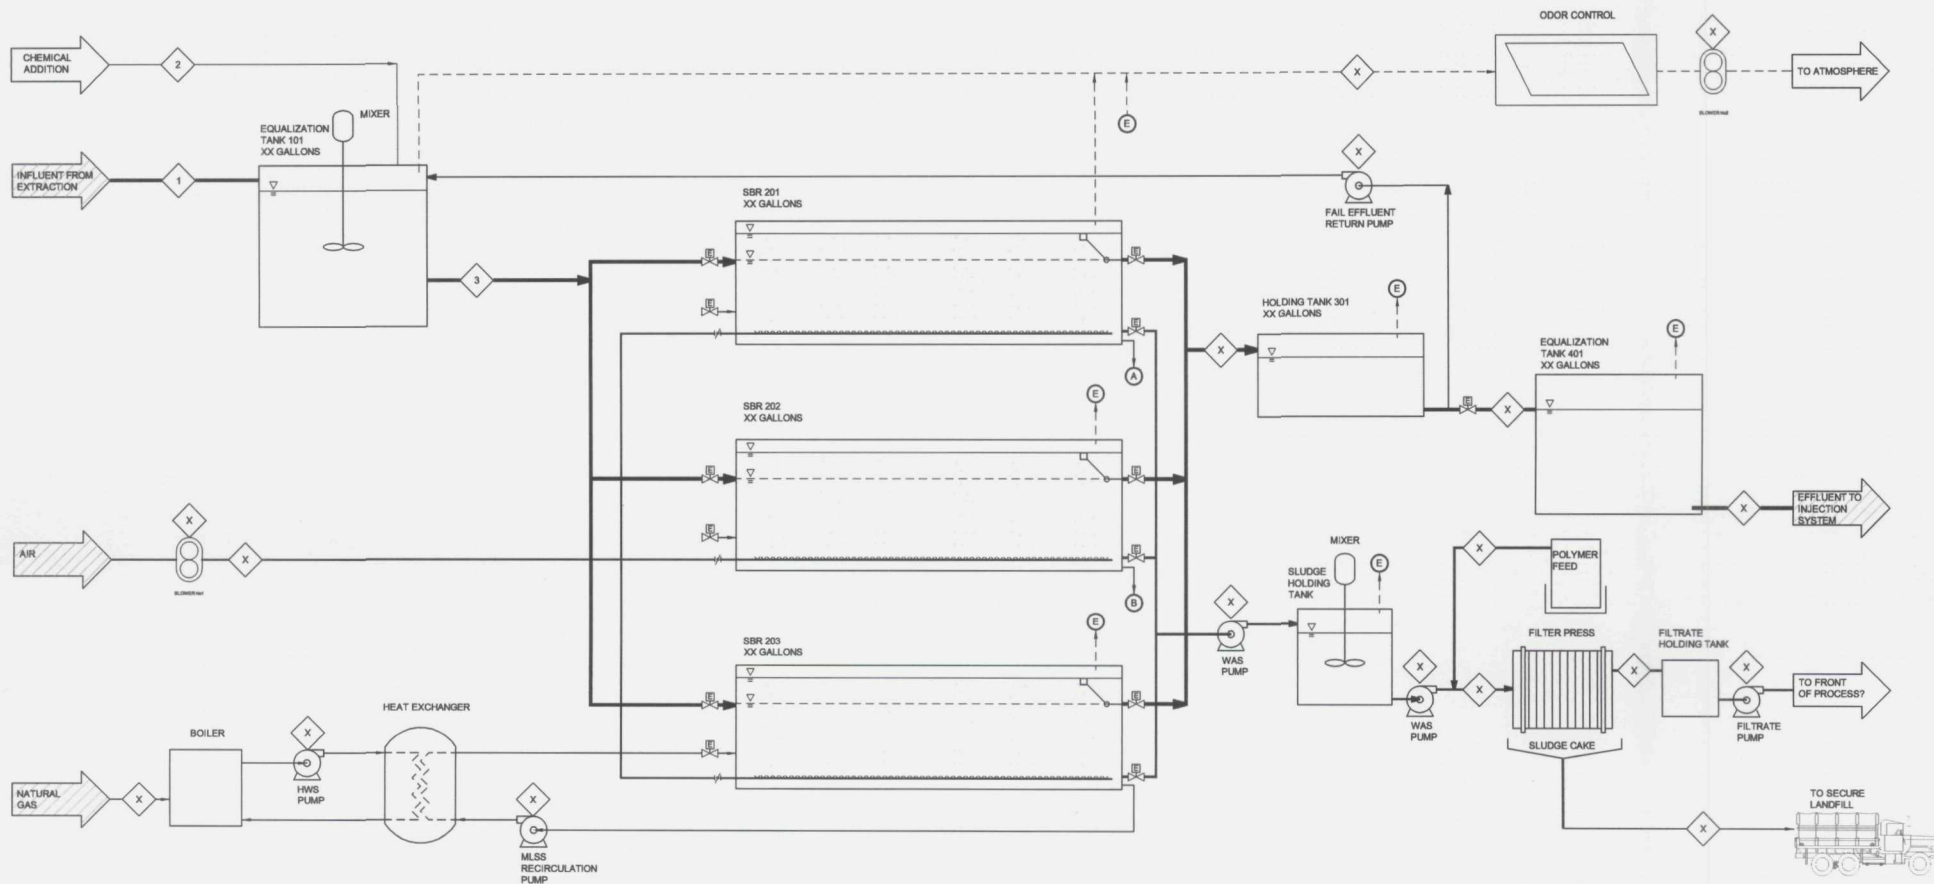 ODOR CONTROL
CHEMICAL
ADDITION
2
X
X
TO ATMOSPHERE
MIXER
EQUALIZATION
TANK 101
XX GALLONS
E
INFLUENT FROM
EXTRACTION
1
X
FAIL EFFLUENT
RETURN PUMP
SBR 201
XX GALLONS
E
E
3
E
E
A
HOLDING TANK 301
XX GALLONS
E
X
EQUALIZATION
TANK 401
XX GALLONS
E
E
X
SBR 202
XX GALLONS
E
E
E
E
E
B
X
EFFLUENT TO
INJECTION
SYSTEM
AIR
X
X
MIXER
SLUDGE
HOLDING
TANK
E
X
POLYMER
FEED
X
WAS
PUMP
SBR 203
XX GALLONS
E
E
E
E
E
FILTER PRESS
FILTRATE
HOLDING TANK
X
WAS
PUMP
X
X
X
FILTRATE
PUMP
TO FRONT
OF PROCESS?
SLUDGE CAKE
HEAT EXCHANGER
BOILER
X
HWS
PUMP
NATURAL
GAS
X
X
MLSS
RECIRCULATION
PUMP
X
TO SECURE
LANDFILL